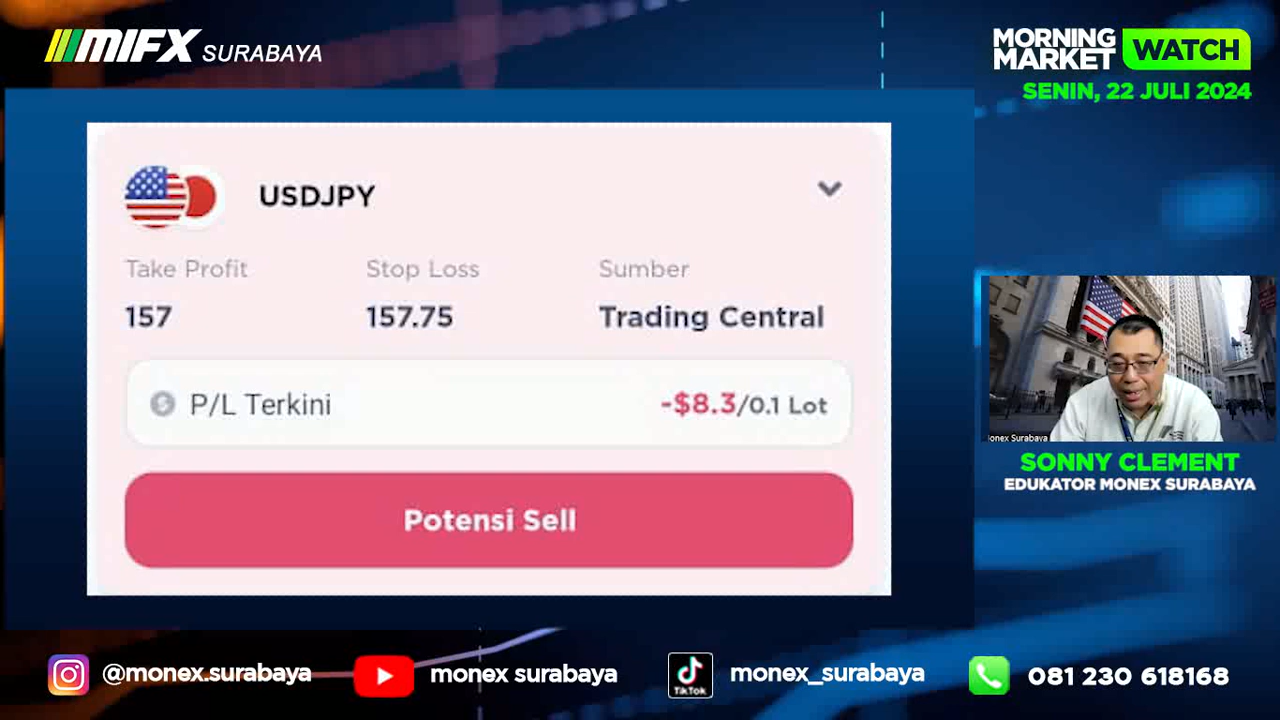 MIFX SURABAYA
MORNING
MARKET WATCH
SENIN, 22 JULI 2024
USDJPY
Take Profit Stop Loss Sumber
157 157.75 Trading Central
P/L Terkini -$8.3/0.1 Lot
Potensi Sell
Monex Surabaya
SONNY CLEMENT
EDUKATOR MONEX SURABAYA
@monex.surabaya monex surabaya TikTok monex_surabaya 081 230 618168